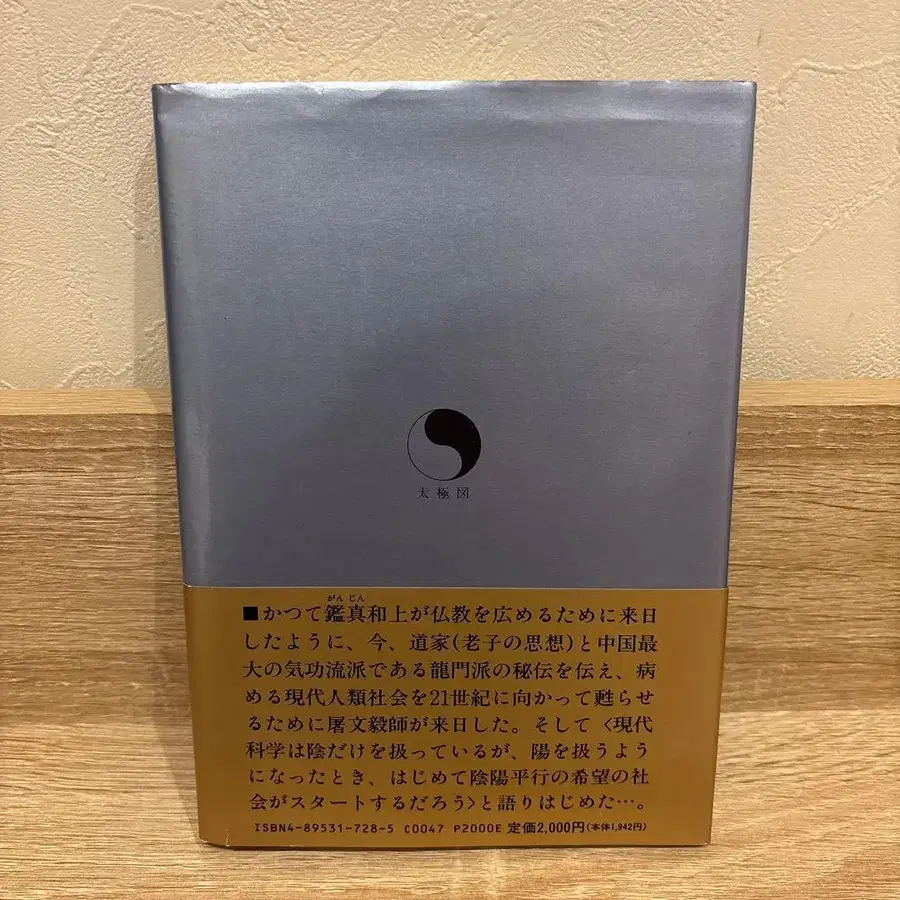 太極図
がんじん
■かつて鑑真和上が仏教を広めるために来日
したように、今、道家(老子の思想)と中国最
大の気功流派である龍門派の秘伝を伝え、病
める現代人類社会を21世紀に向かって甦らせ
るために屠文毅師が来日した。そして〈現代
科学は陰だけを扱っているが、陽を扱うよう
になったとき、はじめて陰陽平行の希望の社
会がスタートするだろう〉と語りはじめた…。
ISBN4-89531-728-5 C0047 P2000E 定価2,000円(本体1,942円)